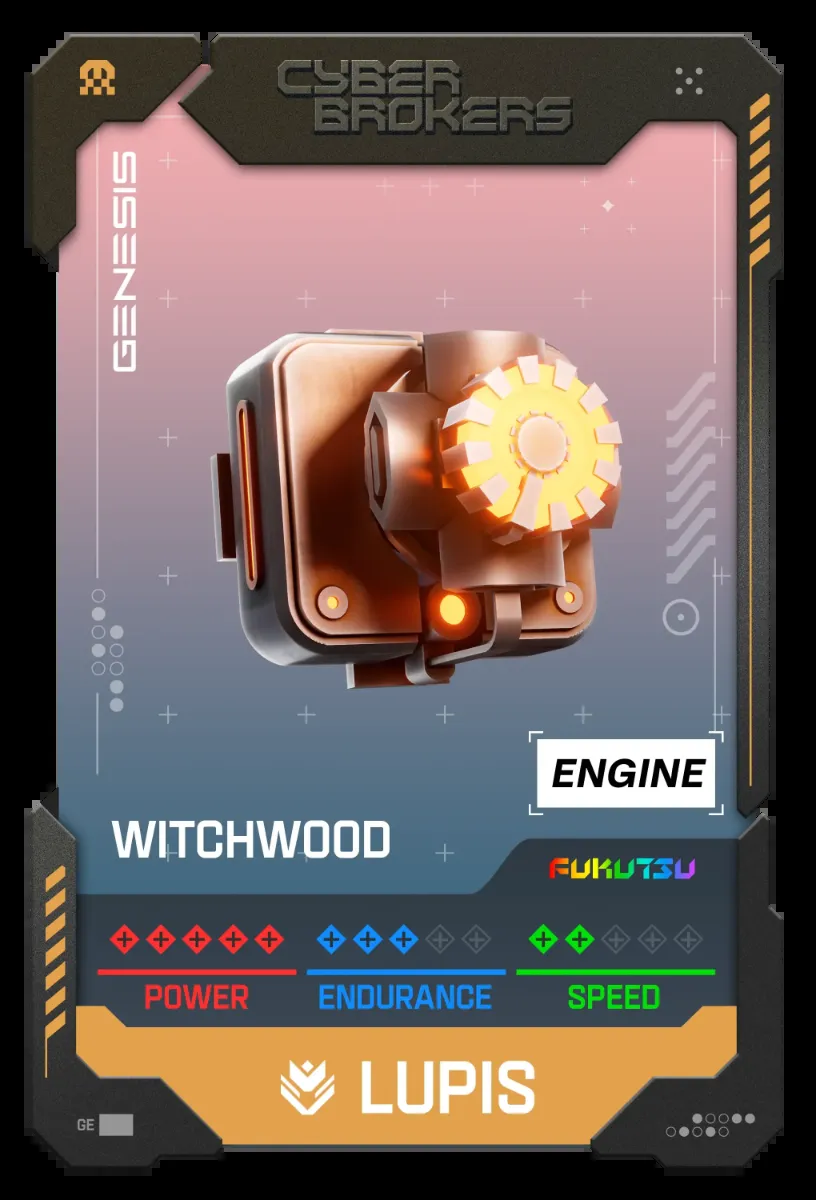 CYBER
BROKERS
GENESIS
ENGINE
WITCHWOOD
FUKUTSU
POWER
ENDURANCE
SPEED
LUPIS
GE